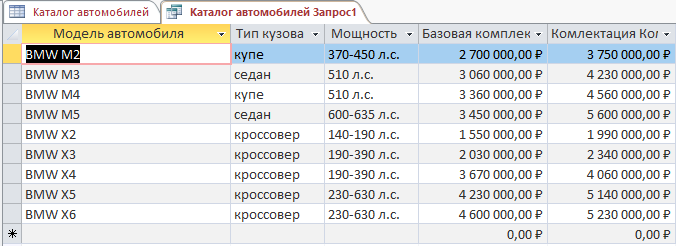 Каталог автомобилей Каталог автомобилей Запрос1
Модель автомобиля Тип кузова Мощность Базовая комплек Комлектация Ком
BMW M2 купе 370-450 л.с. 2 700 000,00 ₽ 3 750 000,00 ₽
BMW M3 седан 510 л.с. 3 060 000,00 ₽ 4 230 000,00 ₽
BMW M4 купе 510 л.с. 3 360 000,00 ₽ 4 560 000,00 ₽
BMW M5 седан 600-635 л.с. 3 450 000,00 ₽ 5 600 000,00 ₽
BMW X2 кроссовер 140-190 л.с. 1 550 000,00 ₽ 1 990 000,00 ₽
BMW X3 кроссовер 190-390 л.с. 2 030 000,00 ₽ 2 340 000,00 ₽
BMW X4 кроссовер 190-390 л.с. 3 670 000,00 ₽ 4 060 000,00 ₽
BMW X5 кроссовер 230-630 л.с. 4 230 000,00 ₽ 5 140 000,00 ₽
BMW X6 кроссовер 230-630 л.с. 4 600 000,00 ₽ 5 230 000,00 ₽
0,00 ₽ 0,00 ₽